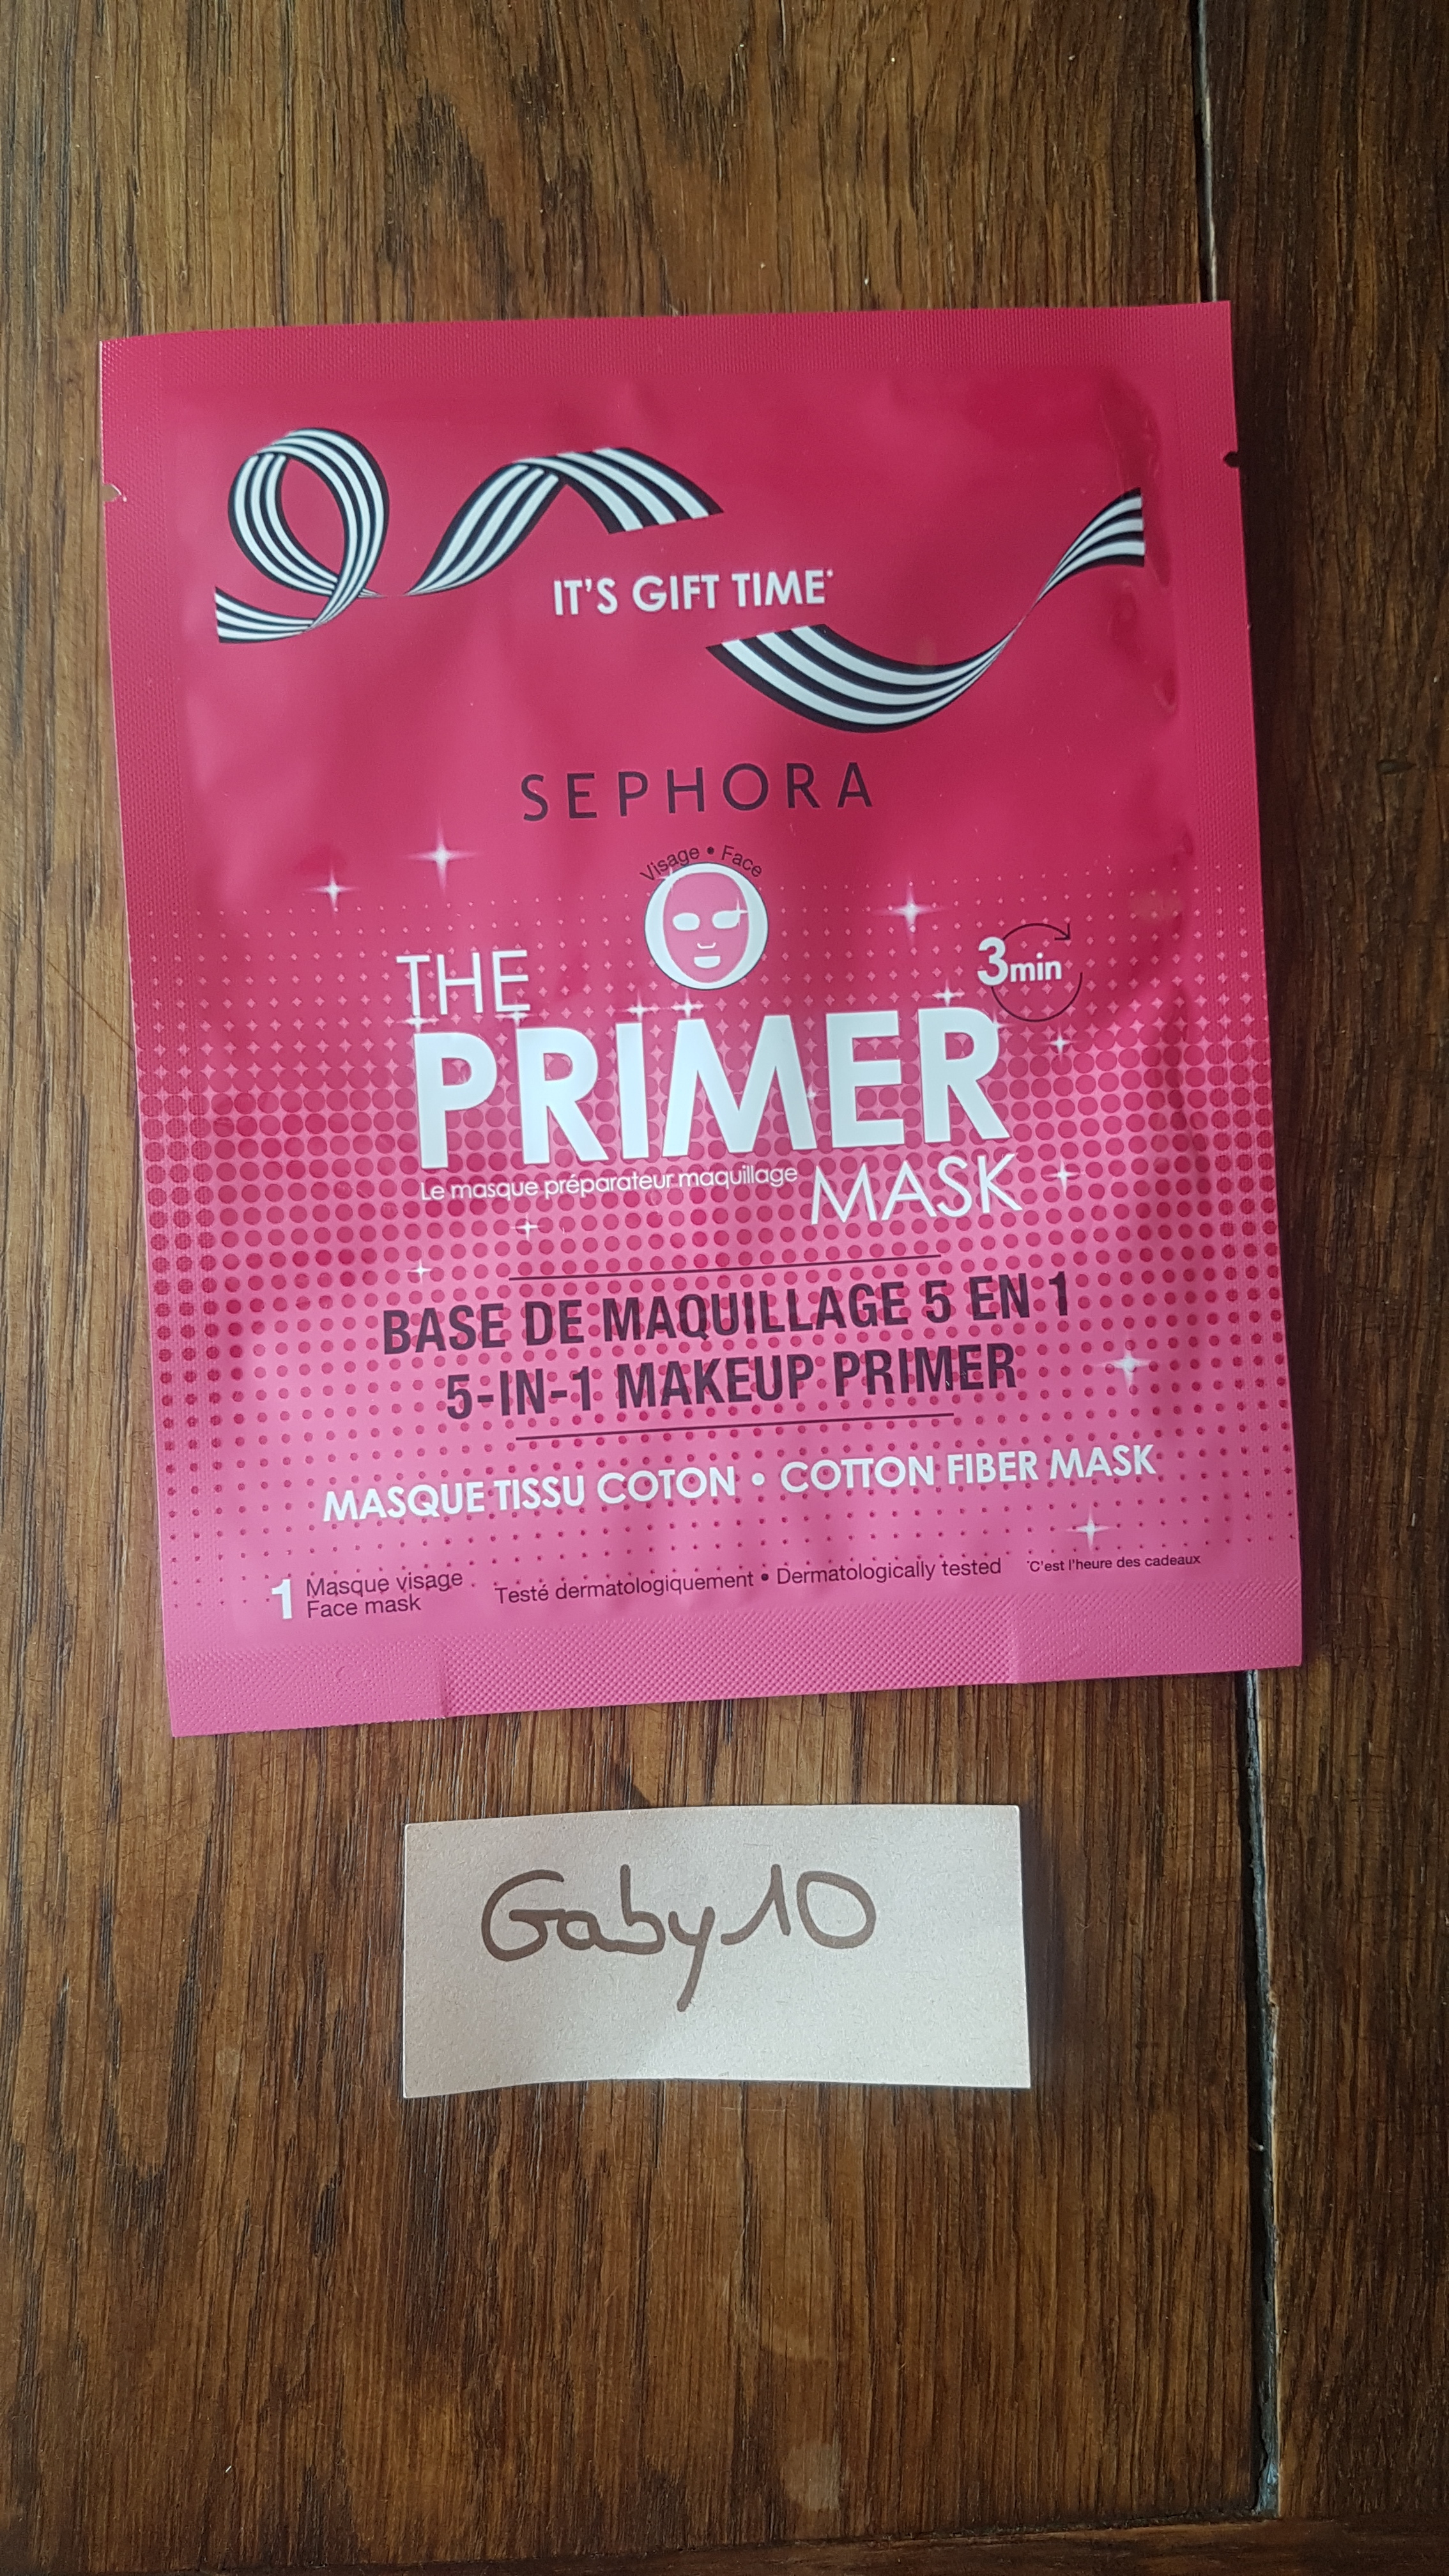 IT'S GIFT TIME*
SEPHORA
Visage • Face
3min
THE
PRIMER
Le masque préparateur maquillage
MASK
BASE DE MAQUILLAGE 5 EN 1
5-IN-1 MAKEUP PRIMER
MASQUE TISSU COTON • COTTON FIBER MASK
1 Masque visage
Face mask
Testé dermatologiquement • Dermatologically tested
*C'est l'heure des cadeaux
Gaby10